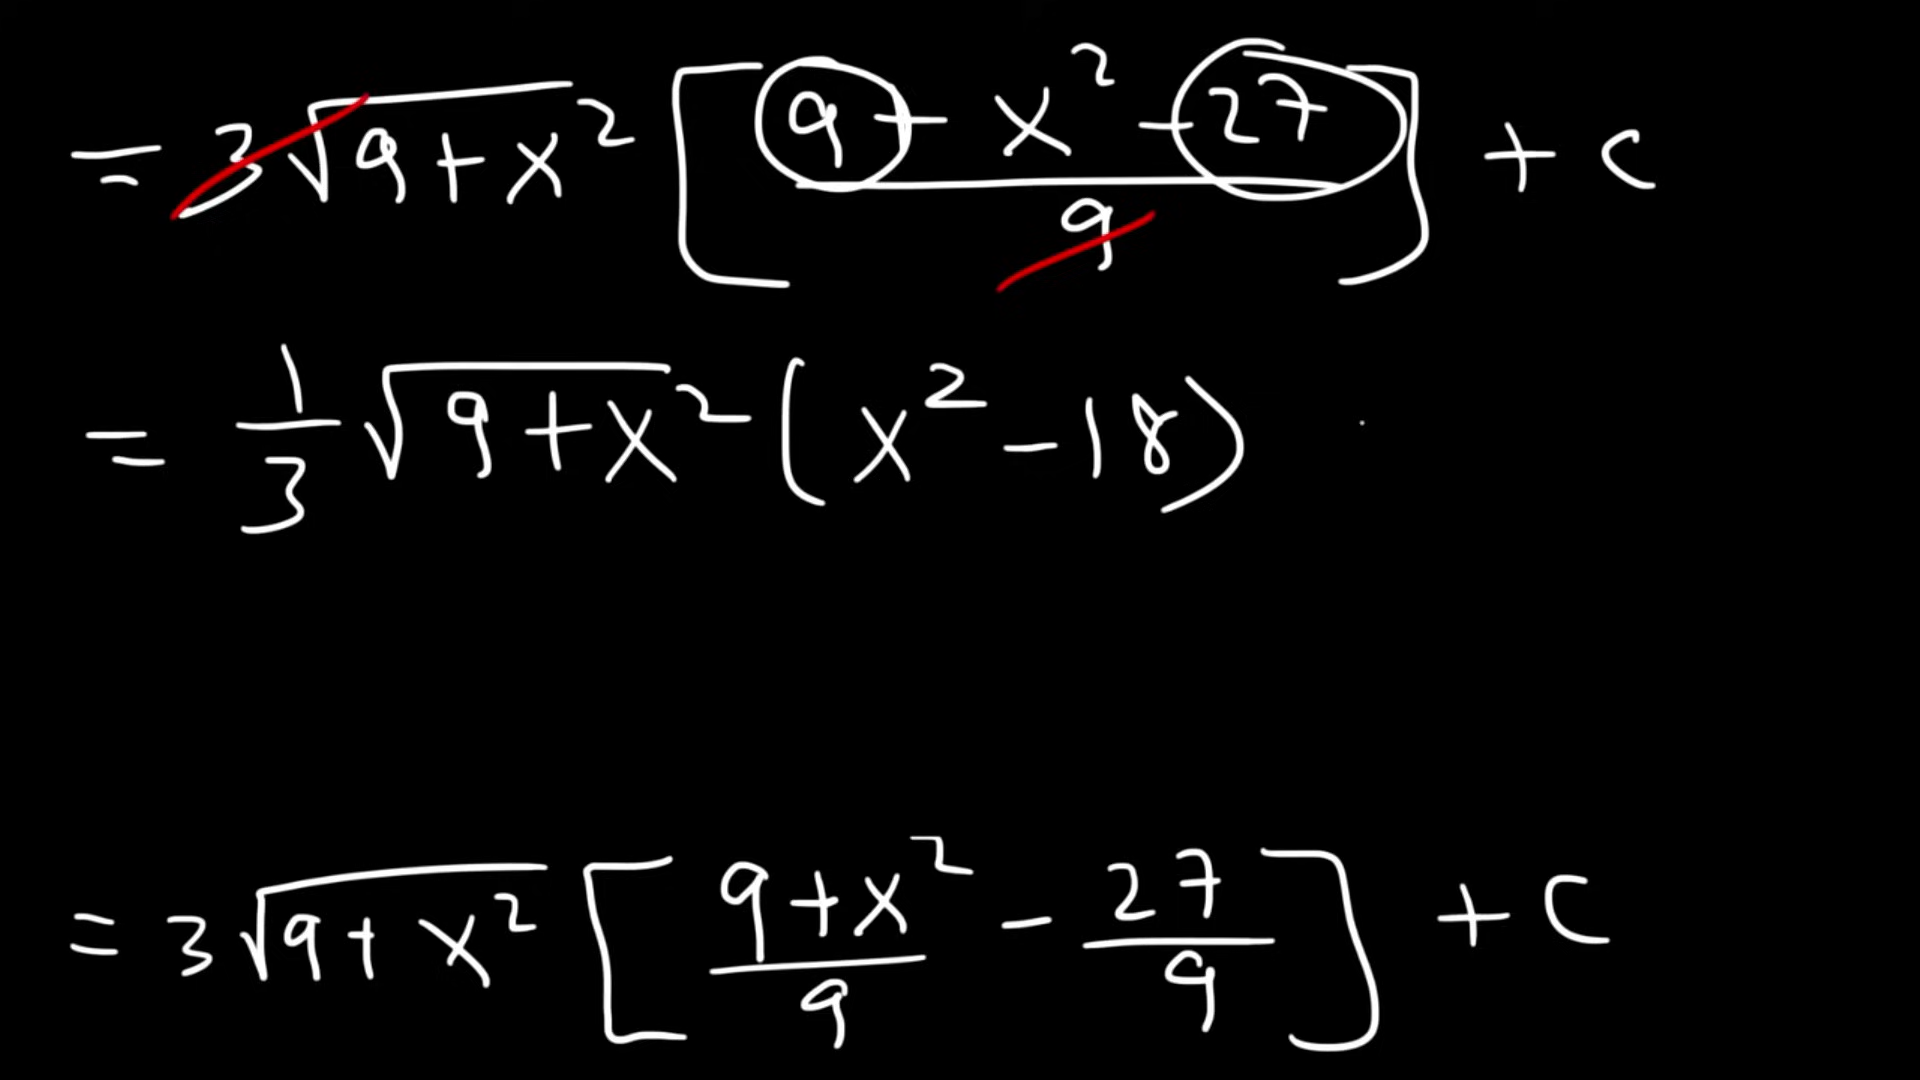 = 3√(9 + x²) [(9 + x² - 27)/9] + c
= 1/3 √(9 + x²) (x² - 18)
= 3√(9 + x²) [(9 + x²)/9 - 27/9] + c